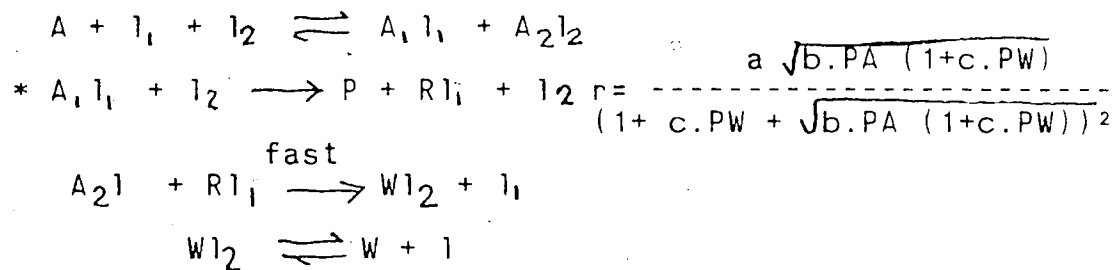 A + l₁ + l₂ ⇌ A₁l₁ + A₂l₂
* A₁l₁ + l₂ ⟶ P + Rl₁ + l₂ r= a √b.PA (1+c.PW) / (1+ c.PW + √b.PA (1+c.PW))²
fast
A₂l + Rl₁ ⟶ Wl₂ + l₁
Wl₂ ⇌ W + l